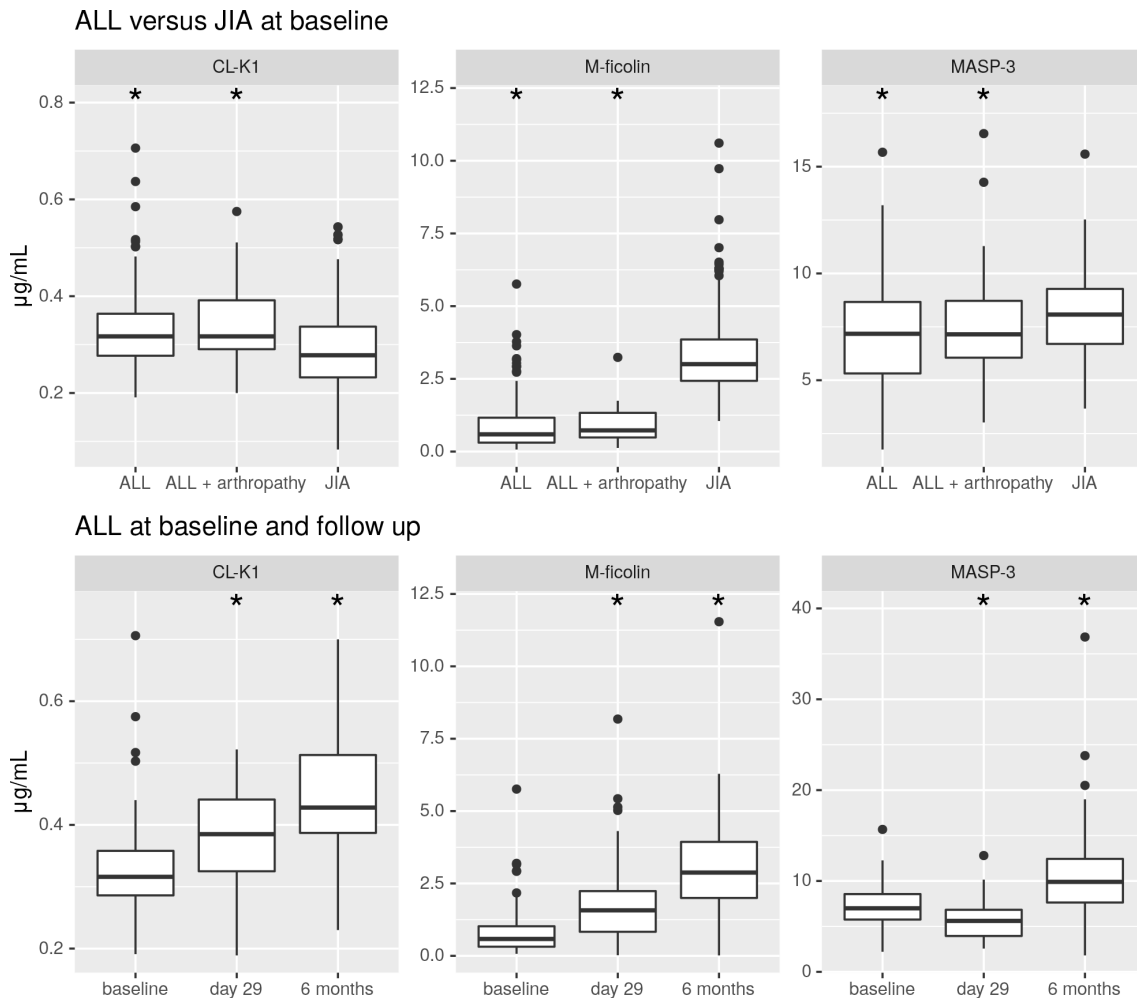 ALL versus JIA at baseline
CL-K1 M-ficolin MASP-3
* * * * * *
0.8
0.6
0.4
0.2
12.5
10.0
7.5
5.0
2.5
0.0
15
10
5
µg/mL
ALL ALL + arthropathy JIA ALL ALL + arthropathy JIA ALL ALL + arthropathy JIA
ALL at baseline and follow up
CL-K1 M-ficolin MASP-3
* * * * * *
0.6
0.4
0.2
12.5
10.0
7.5
5.0
2.5
0.0
40
30
20
10
0
µg/mL
baseline day 29 6 months baseline day 29 6 months baseline day 29 6 months